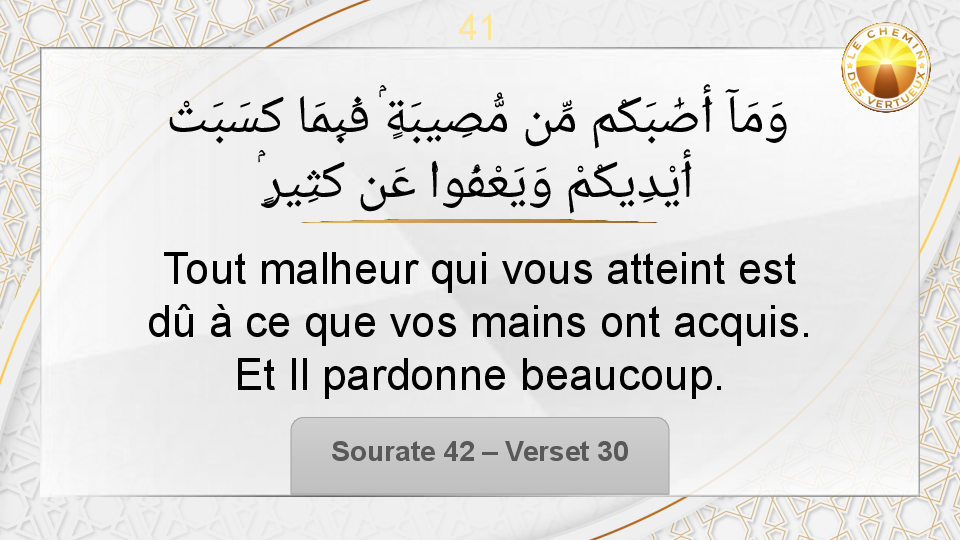 41
LE CHEMIN
DES VERTUEUX
وَمَآ أَصَٰبَكُم مِّن مُّصِيبَةٍۢ فَبِمَا كَسَبَتْ
أَيْدِيكُمْ وَيَعْفُوا۟ عَن كَثِيرٍۢ
Tout malheur qui vous atteint est
dû à ce que vos mains ont acquis.
Et Il pardonne beaucoup.
Sourate 42 – Verset 30